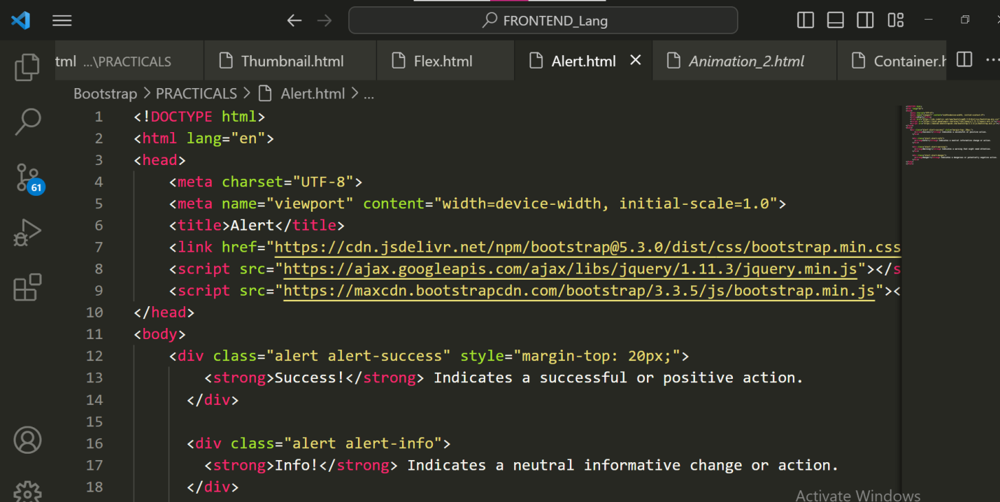 FRONTEND_Lang
tml ...\PRACTICALS
Thumbnail.html
Flex.html
Alert.html
Animation_2.html
Container.h
Bootstrap > PRACTICALS > Alert.html > ...
1 <!DOCTYPE html>
2 <html lang="en">
3 <head>
4 <meta charset="UTF-8">
5 <meta name="viewport" content="width=device-width, initial-scale=1.0">
6 <title>Alert</title>
7 <link href="https://cdn.jsdelivr.net/npm/bootstrap@5.3.0/dist/css/bootstrap.min.css
8 <script src="https://ajax.googleapis.com/ajax/libs/jquery/1.11.3/jquery.min.js"></s
9 <script src="https://maxcdn.bootstrapcdn.com/bootstrap/3.3.5/js/bootstrap.min.js"><
10 </head>
11 <body>
12 <div class="alert alert-success" style="margin-top: 20px;">
13 <strong>Success!</strong> Indicates a successful or positive action.
14 </div>
15
16 <div class="alert alert-info">
17 <strong>Info!</strong> Indicates a neutral informative change or action.
18 </div>
61
Activate Windows